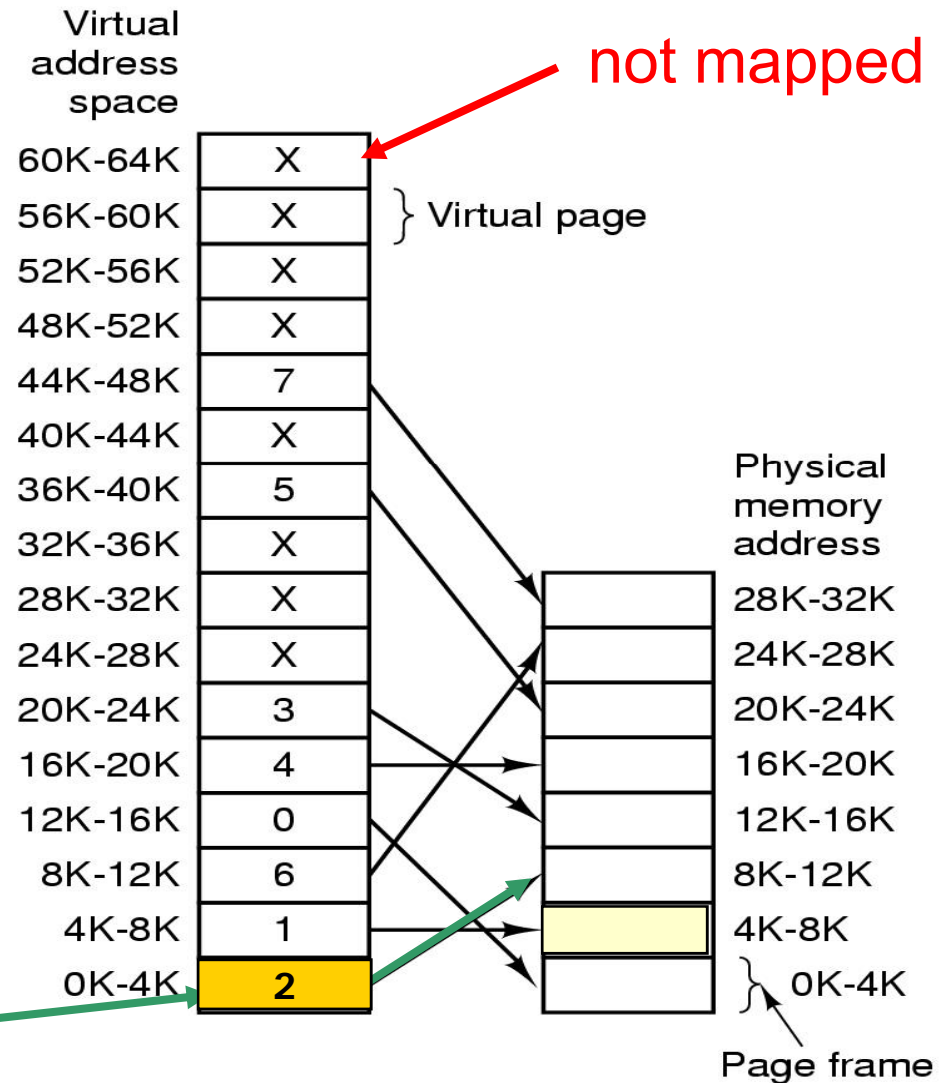 Virtual
address
space
not mapped
60K-64K X
56K-60K X } Virtual page
52K-56K X
48K-52K X
44K-48K 7
40K-44K X
36K-40K 5
32K-36K X
28K-32K X
24K-28K X
20K-24K 3
16K-20K 4
12K-16K 0
8K-12K 6
4K-8K 1
0K-4K 2
Physical
memory
address
28K-32K
24K-28K
20K-24K
16K-20K
12K-16K
8K-12K
4K-8K
} 0K-4K
Page frame